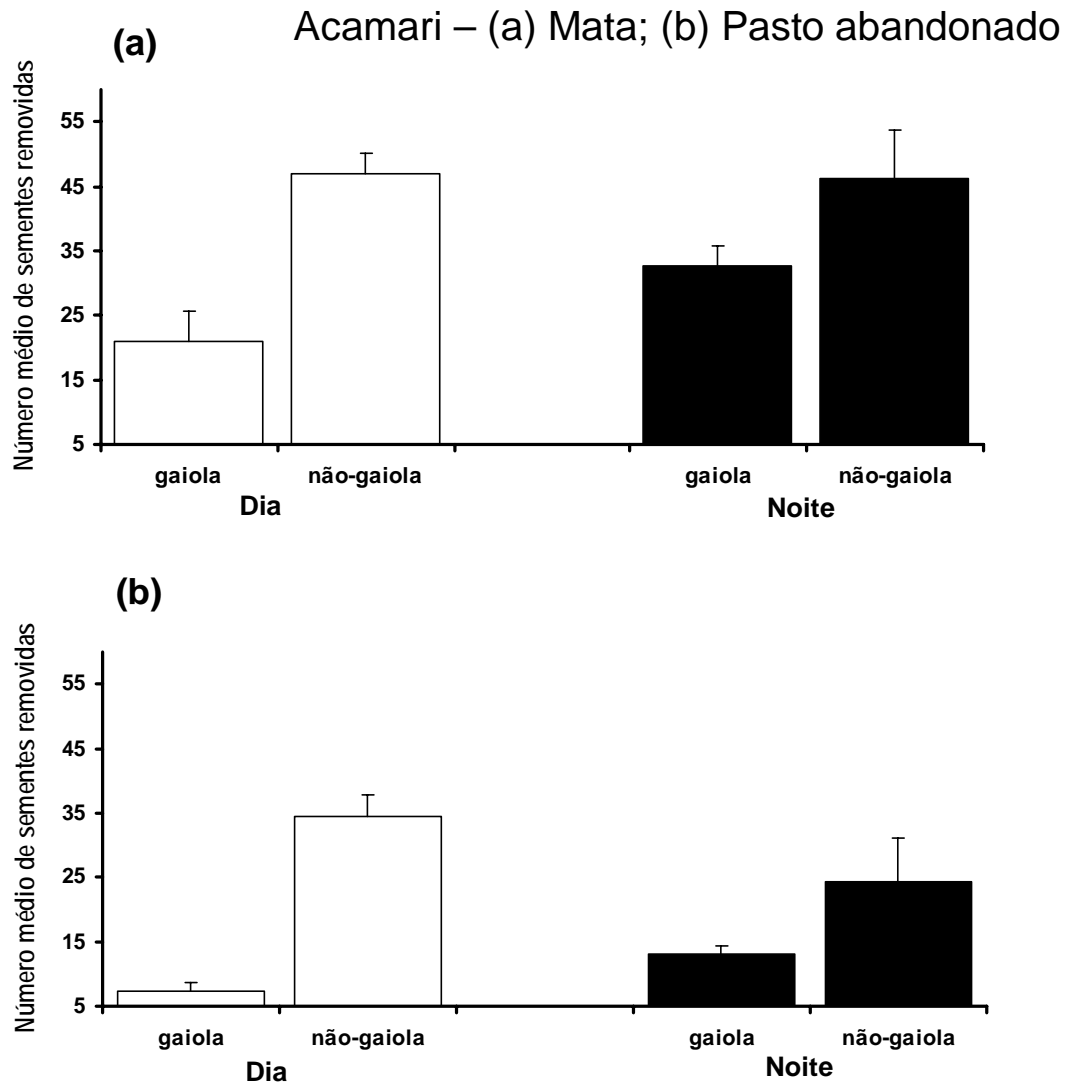 Acamari – (a) Mata; (b) Pasto abandonado
(a)
Número médio de sementes removidas
55
45
35
25
15
5
gaiola não-gaiola gaiola não-gaiola
Dia Noite
(b)
Número médio de sementes removidas
55
45
35
25
15
5
gaiola não-gaiola gaiola não-gaiola
Dia Noite